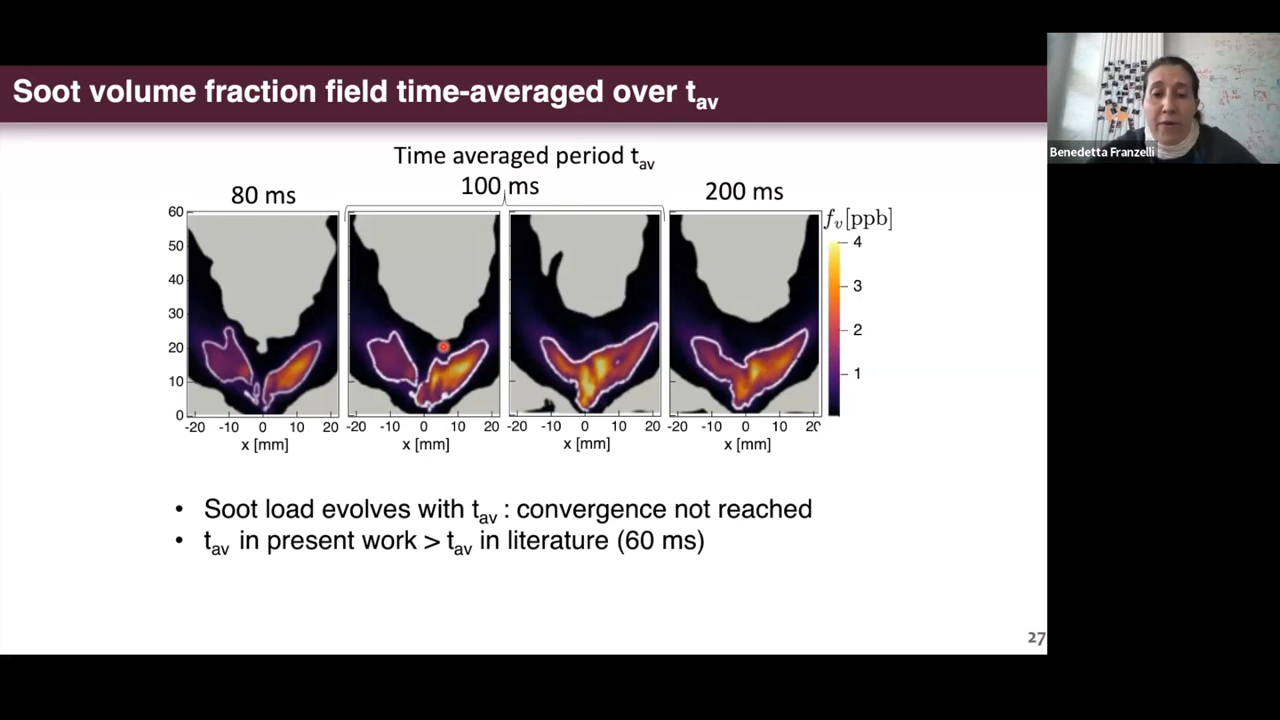 Soot volume fraction field time-averaged over tav
Benedetta Franzelli
Time averaged period tav
80 ms
100 ms
200 ms
fv[ppb]
60
50
40
30
20
10
0
4
3
2
1
-20 -10 0 10 20
-20 -10 0 10 20
-20 -10 0 10 20
-20 -10 0 10 20
x [mm]
x [mm]
x [mm]
x [mm]
• Soot load evolves with tav : convergence not reached
• tav in present work > tav in literature (60 ms)
27